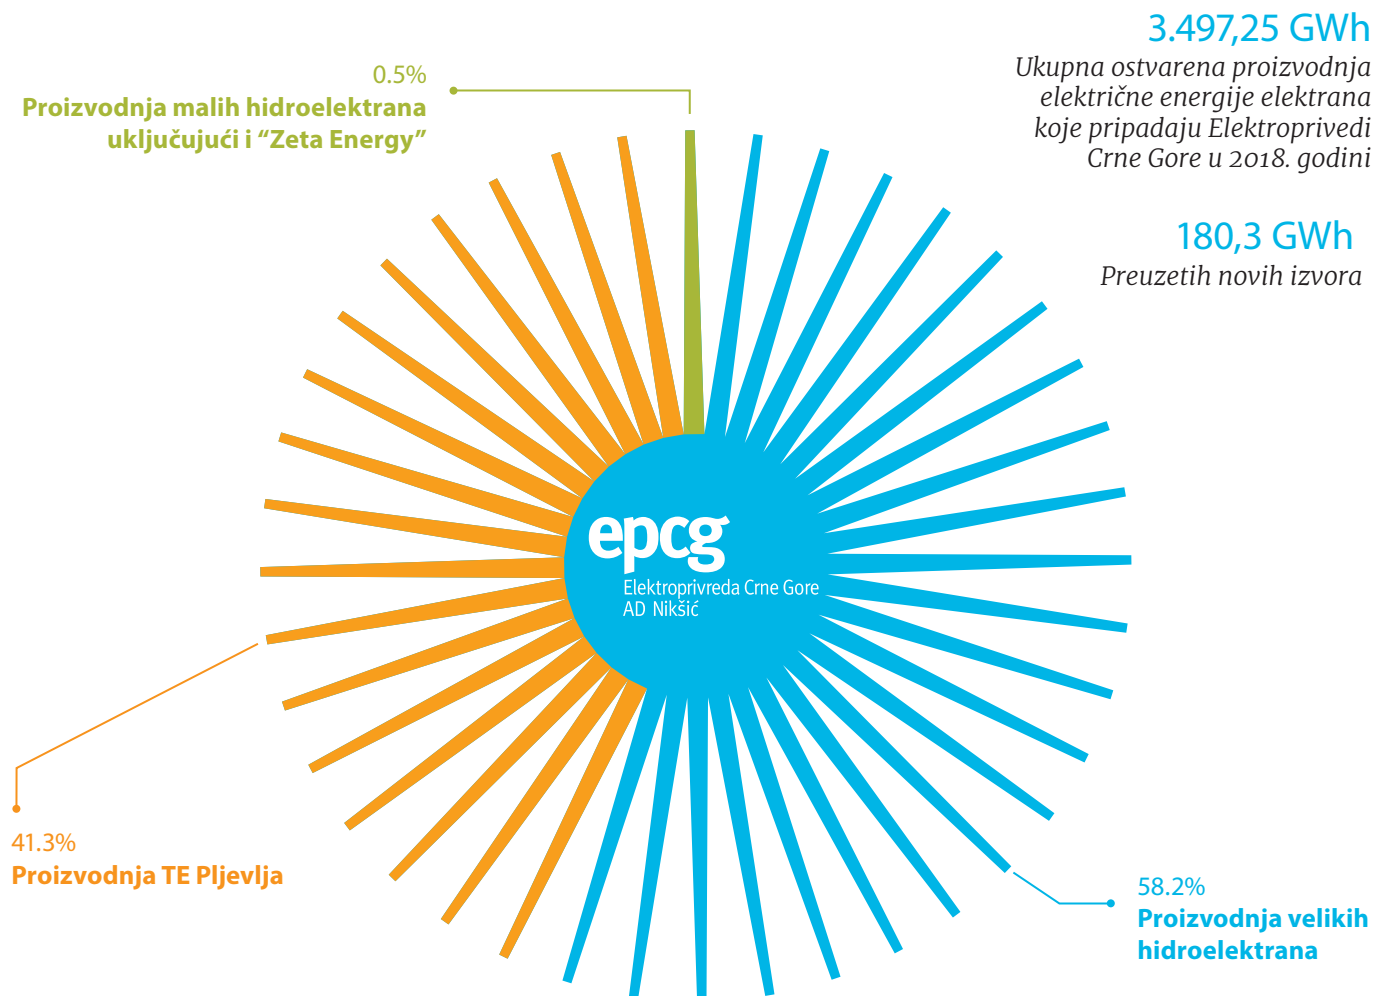 3.497,25 GWh
Ukupna ostvarena proizvodnja
električne energije elektrana
koje pripadaju Elektroprivedi
Crne Gore u 2018. godini
180,3 GWh
Preuzetih novih izvora
0.5%
Proizvodnja malih hidroelektrana
uključujući i “Zeta Energy”
epcg
Elektroprivreda Crne Gore
AD Nikšić
41.3%
Proizvodnja TE Pljevlja
58.2%
Proizvodnja velikih
hidroelektrana